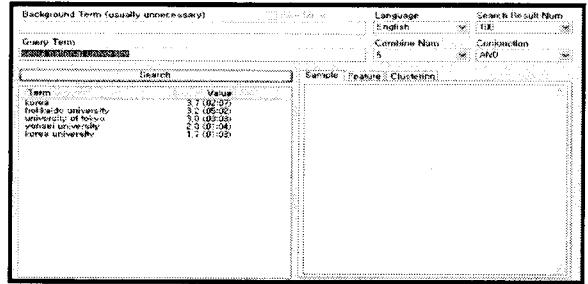 Background Term (usually unnecessary)
Language
Search Result Num
English
100
Query Term
Combine Num
Conjunction
5
AND
Search
Sample Feature Clustering
Term Value
korea 3.7 (02:07)
hokkaido university 3.2 (05:02)
university of tokyo 3.0 (03:03)
yonsei university 2.0 (01:04)
korea university 1.7 (01:03)